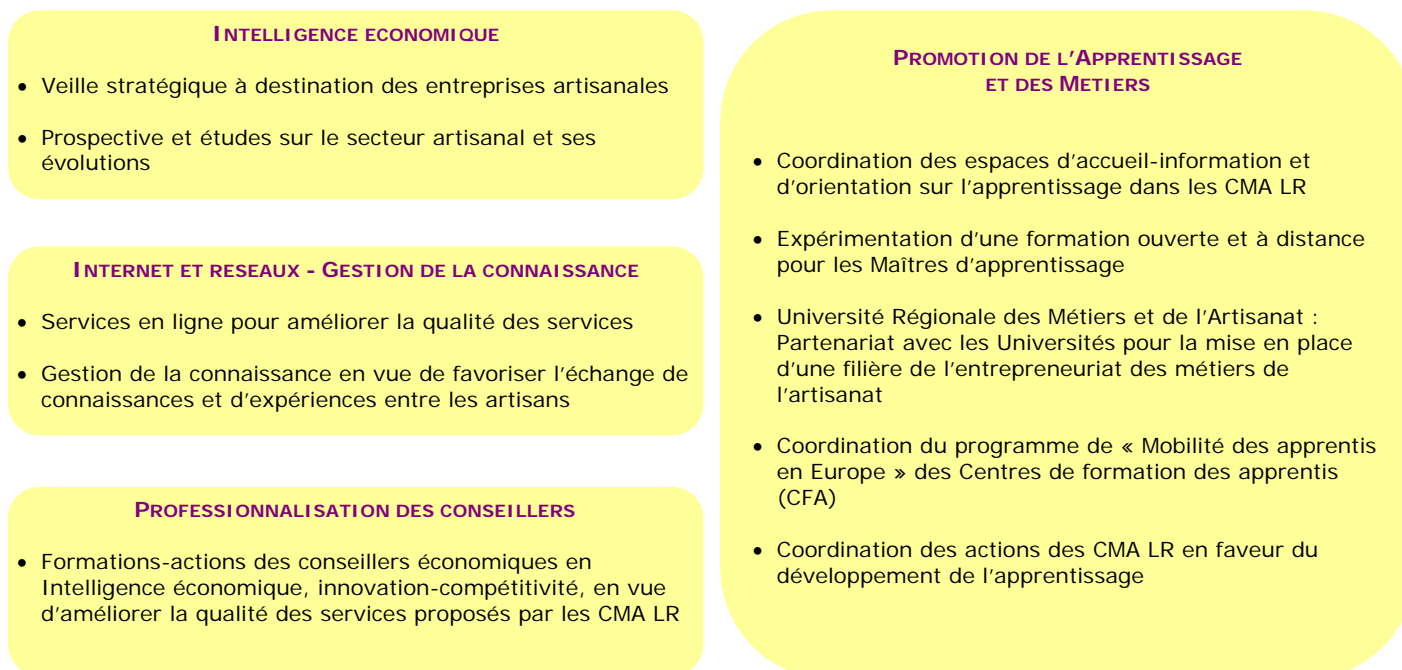 INTELLIGENCE ECONOMIQUE
• Veille stratégique à destination des entreprises artisanales
• Prospective et études sur le secteur artisanal et ses
évolutions
INTERNET ET RESEAUX - GESTION DE LA CONNAISSANCE
• Services en ligne pour améliorer la qualité des services
• Gestion de la connaissance en vue de favoriser l'échange de
connaissances et d'expériences entre les artisans
PROFESSIONNALISATION DES CONSEILLERS
• Formations-actions des conseillers économiques en
Intelligence économique, innovation-compétitivité, en vue
d'améliorer la qualité des services proposés par les CMA LR
PROMOTION DE L'APPRENTISSAGE
ET DES METIERS
• Coordination des espaces d'accueil-information et
d'orientation sur l'apprentissage dans les CMA LR
• Expérimentation d'une formation ouverte et à distance
pour les Maîtres d'apprentissage
• Université Régionale des Métiers et de l'Artisanat :
Partenariat avec les Universités pour la mise en place
d'une filière de l'entrepreneuriat des métiers de
l'artisanat
• Coordination du programme de « Mobilité des apprentis
en Europe » des Centres de formation des apprentis
(CFA)
• Coordination des actions des CMA LR en faveur du
développement de l'apprentissage